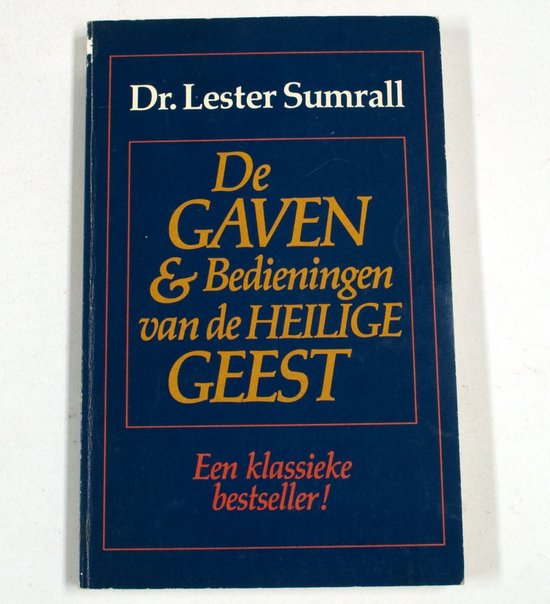 Dr. Lester Sumrall
De
GAVEN
& Bedieningen
van de HEILIGE
GEEST
Een klassieke
bestseller!